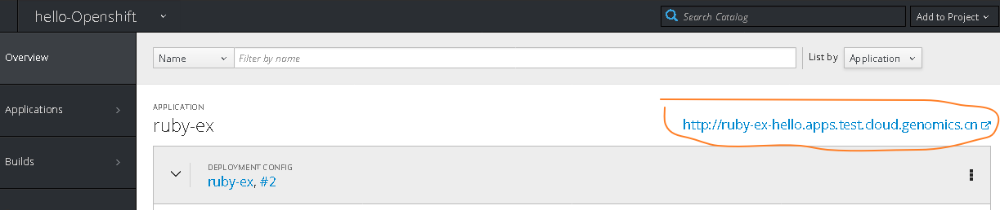 hello-Openshift
Search Catalog
Add to Project
Overview
Applications
Builds
Name
Filter by name
List by
Application
APPLICATION
ruby-ex
http://ruby-ex-hello.apps.test.cloud.genomics.cn
DEPLOYMENT CONFIG
ruby-ex, #2